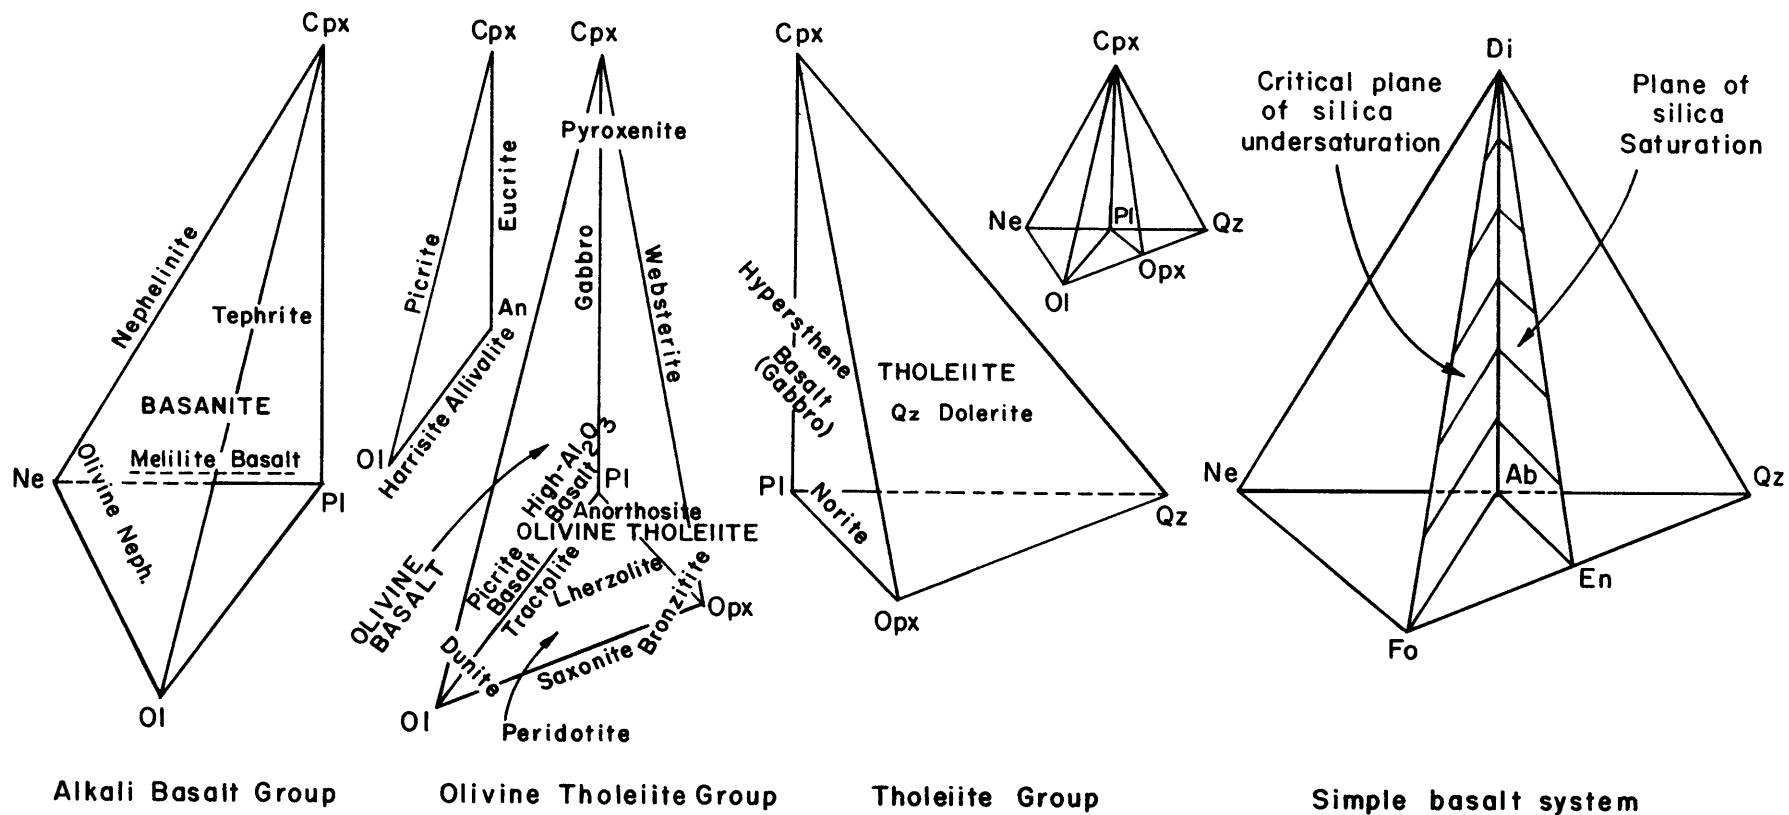 Cpx
Nephelinite
Tephrite
BASANITE
Melilite Basalt
Ne
Olivine Neph.
Pl
Ol
Alkali Basalt Group
Cpx
Picrite
Eucrite
An
Harrisite Allivalite
Ol
Cpx
Pyroxenite
Gabbro
Websterite
High-Al2O3
Basalt
Pl
Anorthosite
OLIVINE THOLEIITE
OLIVINE
BASALT
Picrite
Basalt
Tractolite
Lherzolite
Bronzitite
Opx
Dunite
Saxonite
Ol
Peridotite
Olivine Tholeiite Group
Cpx
Hypersthene
Basalt
(Gabbro)
THOLEIITE
Qz Dolerite
Pl
Norite
Qz
Opx
Tholeiite Group
Cpx
Ne
Pl
Qz
Opx
Ol
Di
Critical plane
of silica
undersaturation
Plane of
silica
Saturation
Ne
Ab
Qz
En
Fo
Simple basalt system